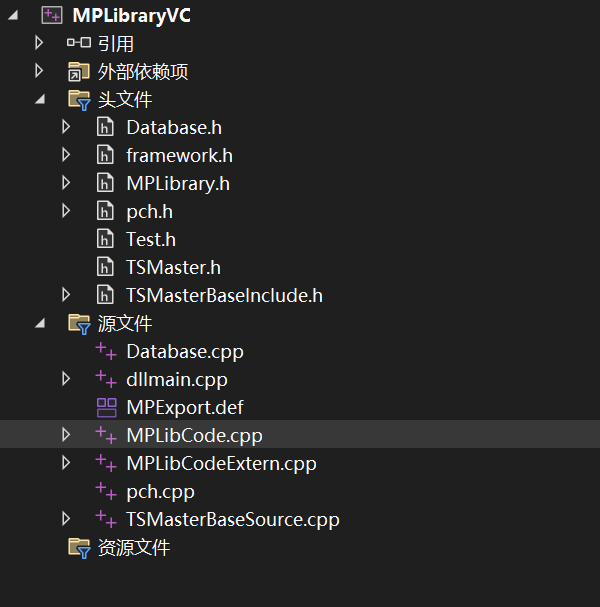 MPLibraryVC
引用
外部依赖项
头文件
Database.h
framework.h
MPLibrary.h
pch.h
Test.h
TSMaster.h
TSMasterBaseInclude.h
源文件
Database.cpp
dllmain.cpp
MPExport.def
MPLibCode.cpp
MPLibCodeExtern.cpp
pch.cpp
TSMasterBaseSource.cpp
资源文件